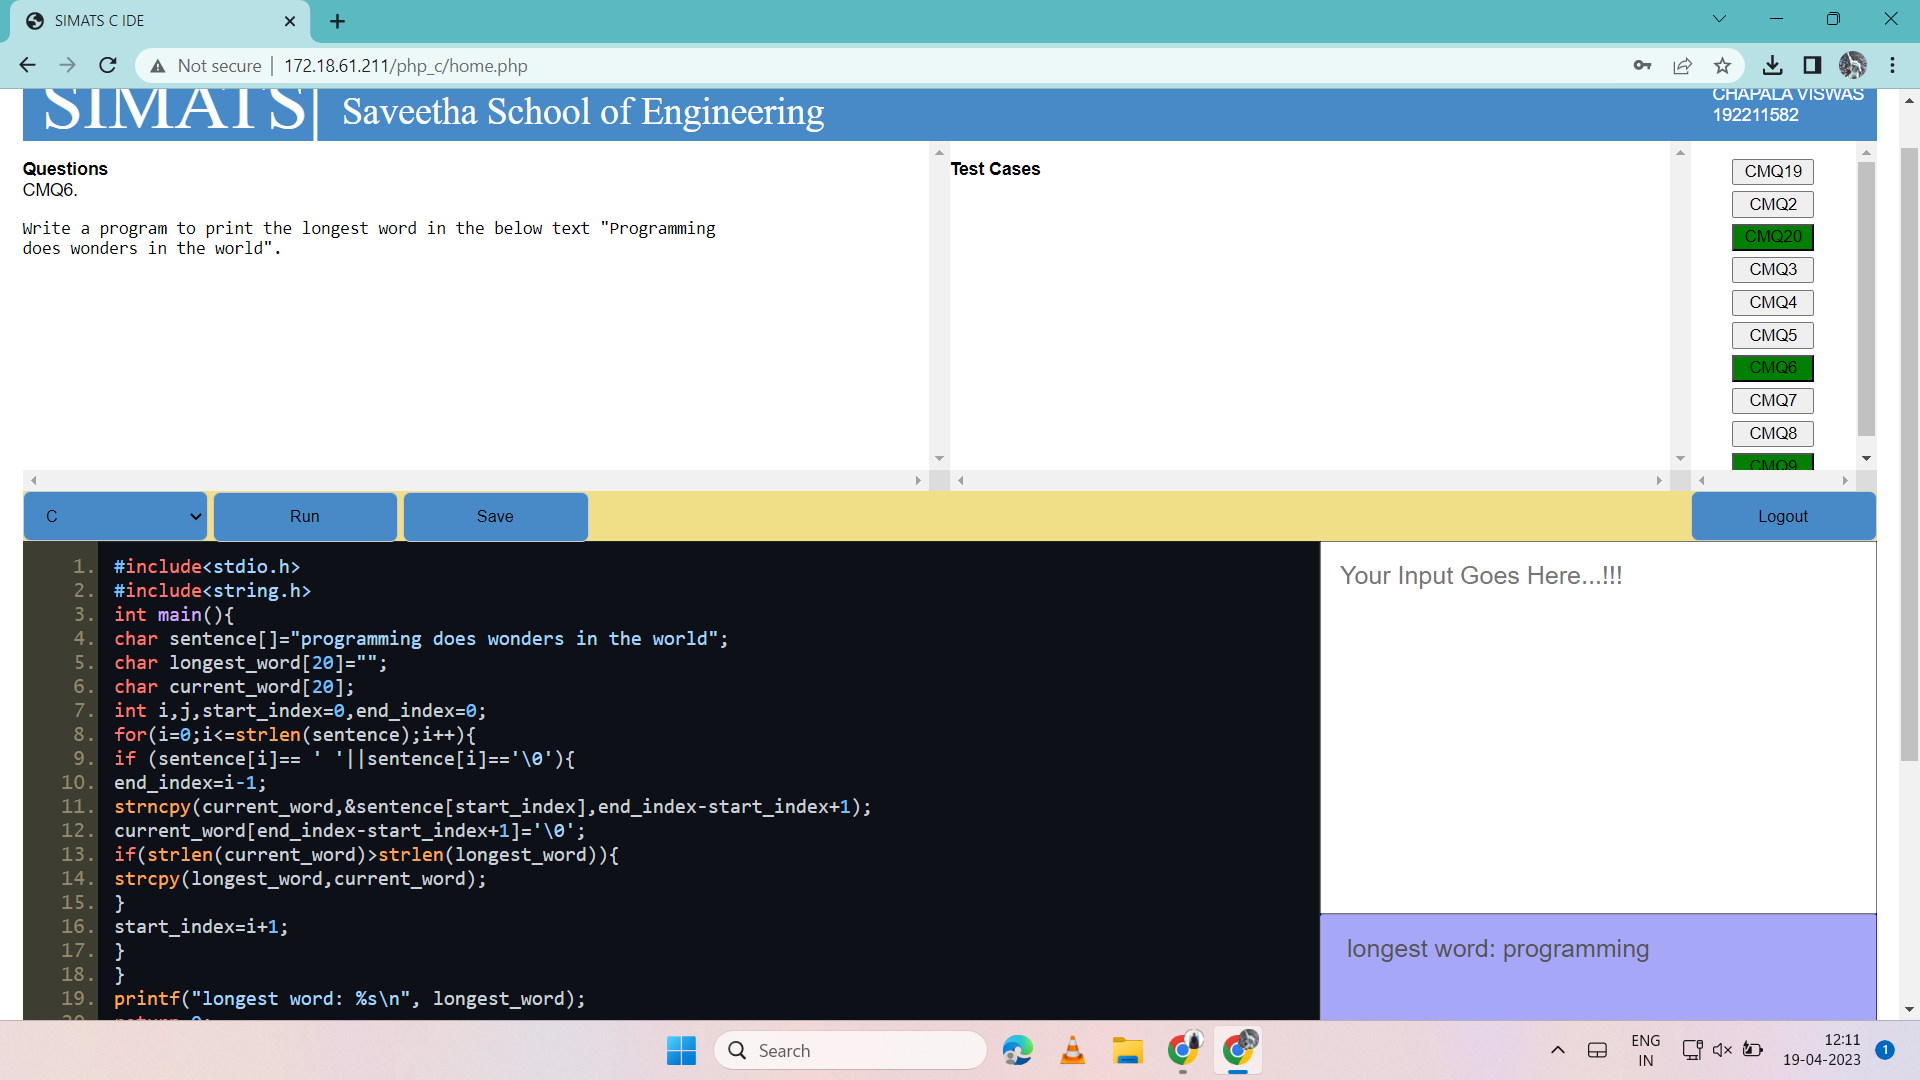 SIMATS C IDE
Not secure
172.18.61.211/php_c/home.php
SIMATS
Saveetha School of Engineering
CHAPALA VISWAS
192211582
Questions
CMQ6.
Write a program to print the longest word in the below text "Programming
does wonders in the world".
Test Cases
CMQ19
CMQ2
CMQ20
CMQ3
CMQ4
CMQ5
CMQ6
CMQ7
CMQ8
CMQ9
C
Run
Save
Logout
1. #include<stdio.h>
2. #include<string.h>
3. int main(){
4. char sentence[]="programming does wonders in the world";
5. char longest_word[20]="";
6. char current_word[20];
7. int i,j,start_index=0,end_index=0;
8. for(i=0;i<=strlen(sentence);i++){
9. if (sentence[i]== ' '||sentence[i]=='\0'){
10. end_index=i-1;
11. strncpy(current_word,&sentence[start_index],end_index-start_index+1);
12. current_word[end_index-start_index+1]='\0';
13. if(strlen(current_word)>strlen(longest_word)){
14. strcpy(longest_word,current_word);
15. }
16. start_index=i+1;
17. }
18. }
19. printf("longest word: %s\n", longest_word);
20. return 0;
Your Input Goes Here...!!!
longest word: programming
Search
ENG
IN
12:11
19-04-2023
1